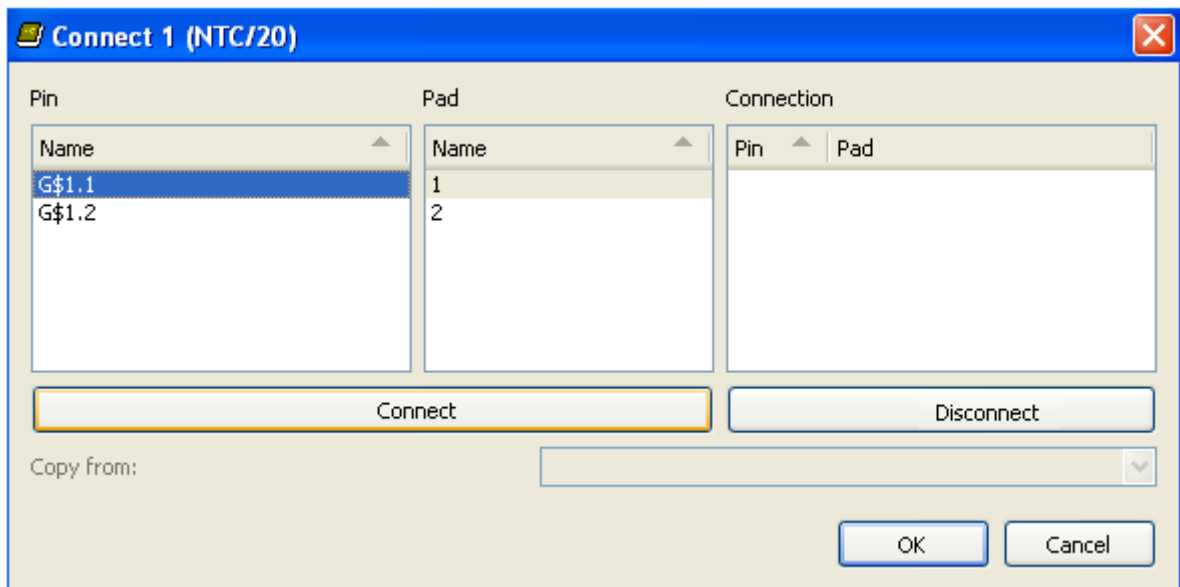 Connect 1 (NTC/20)
Pin Pad Connection
Name Name Pin Pad
G$1.1 1
G$1.2 2
Connect Disconnect
Copy from:
OK Cancel